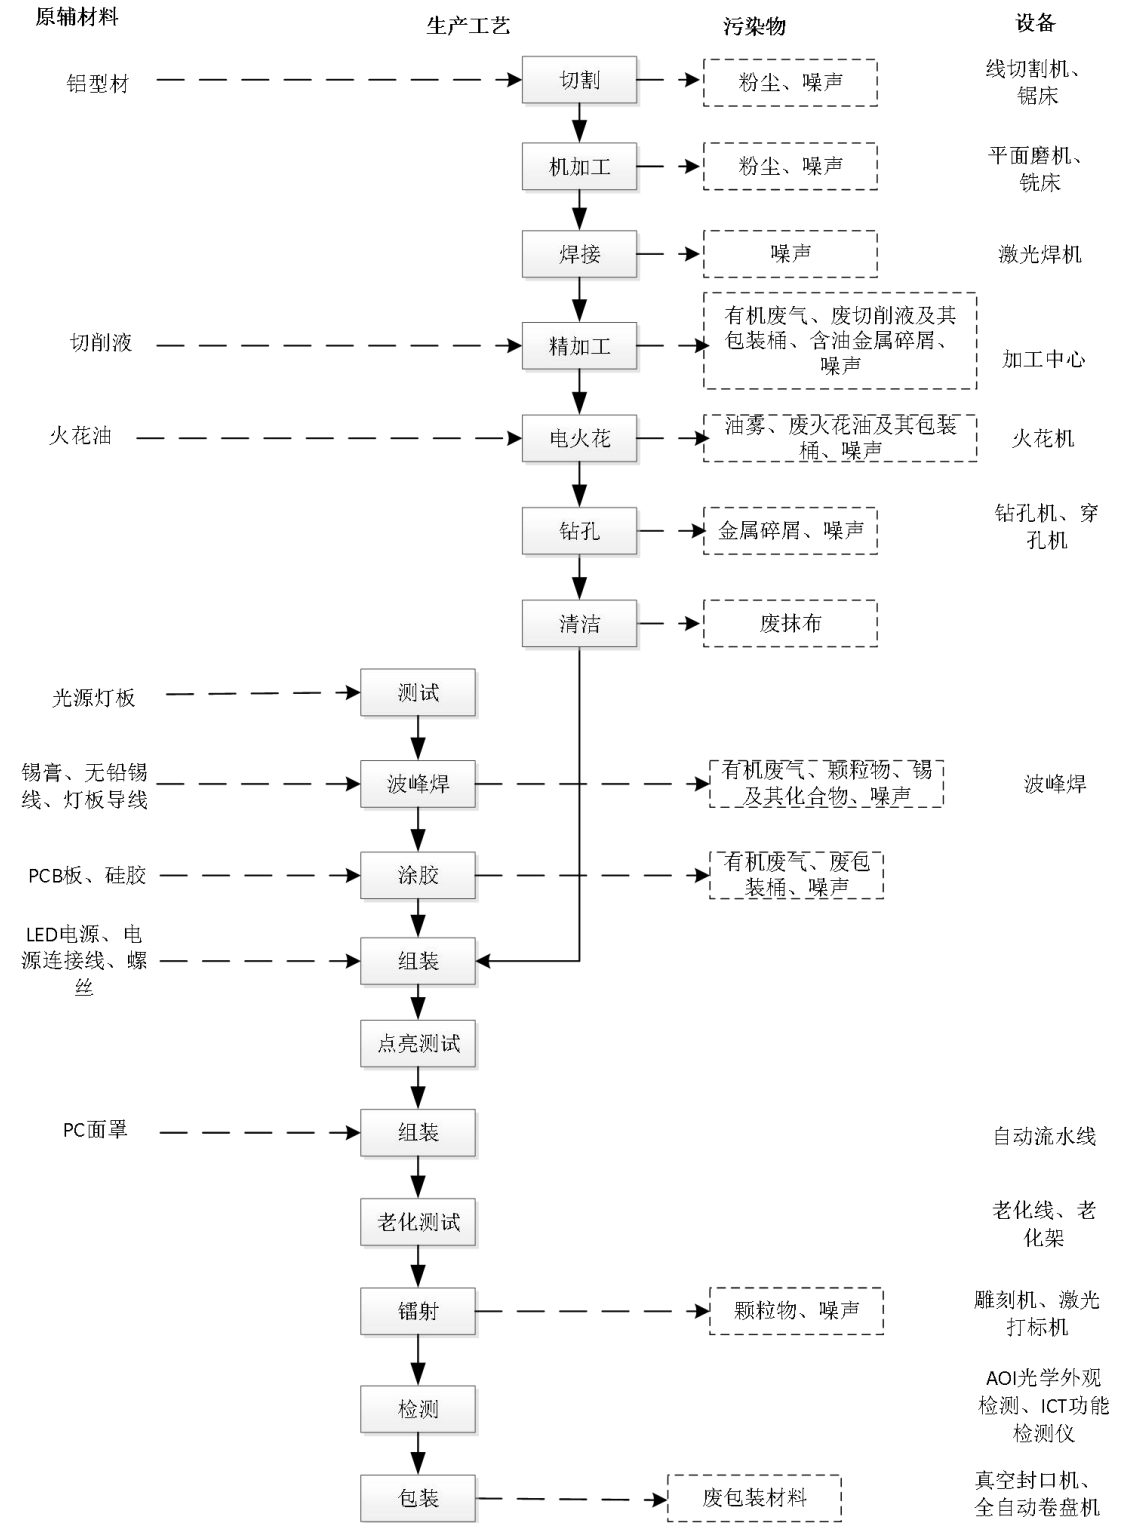 原辅材料
生产工艺
污染物
设备
铝型材
切割
粉尘、噪声
线切割机、
锯床
机加工
粉尘、噪声
平面磨机、
铣床
焊接
噪声
激光焊机
切削液
精加工
有机废气、废切削液及其
包装桶、含油金属碎屑、
噪声
加工中心
火花油
电火花
油雾、废火花油及其包装
桶、噪声
火花机
钻孔
金属碎屑、噪声
钻孔机、穿
孔机
清洁
废抹布
光源灯板
测试
锡膏、无铅锡
线、灯板导线
波峰焊
有机废气、颗粒物、锡
及其化合物、噪声
波峰焊
PCB板、硅胶
涂胶
有机废气、废包
装桶、噪声
LED电源、电
源连接线、螺
丝
组装
点亮测试
PC面罩
组装
自动流水线
老化测试
老化线、老
化架
镭射
颗粒物、噪声
雕刻机、激光
打标机
检测
AOI光学外观
检测、ICT功能
检测仪
包装
废包装材料
真空封口机、
全自动卷盘机